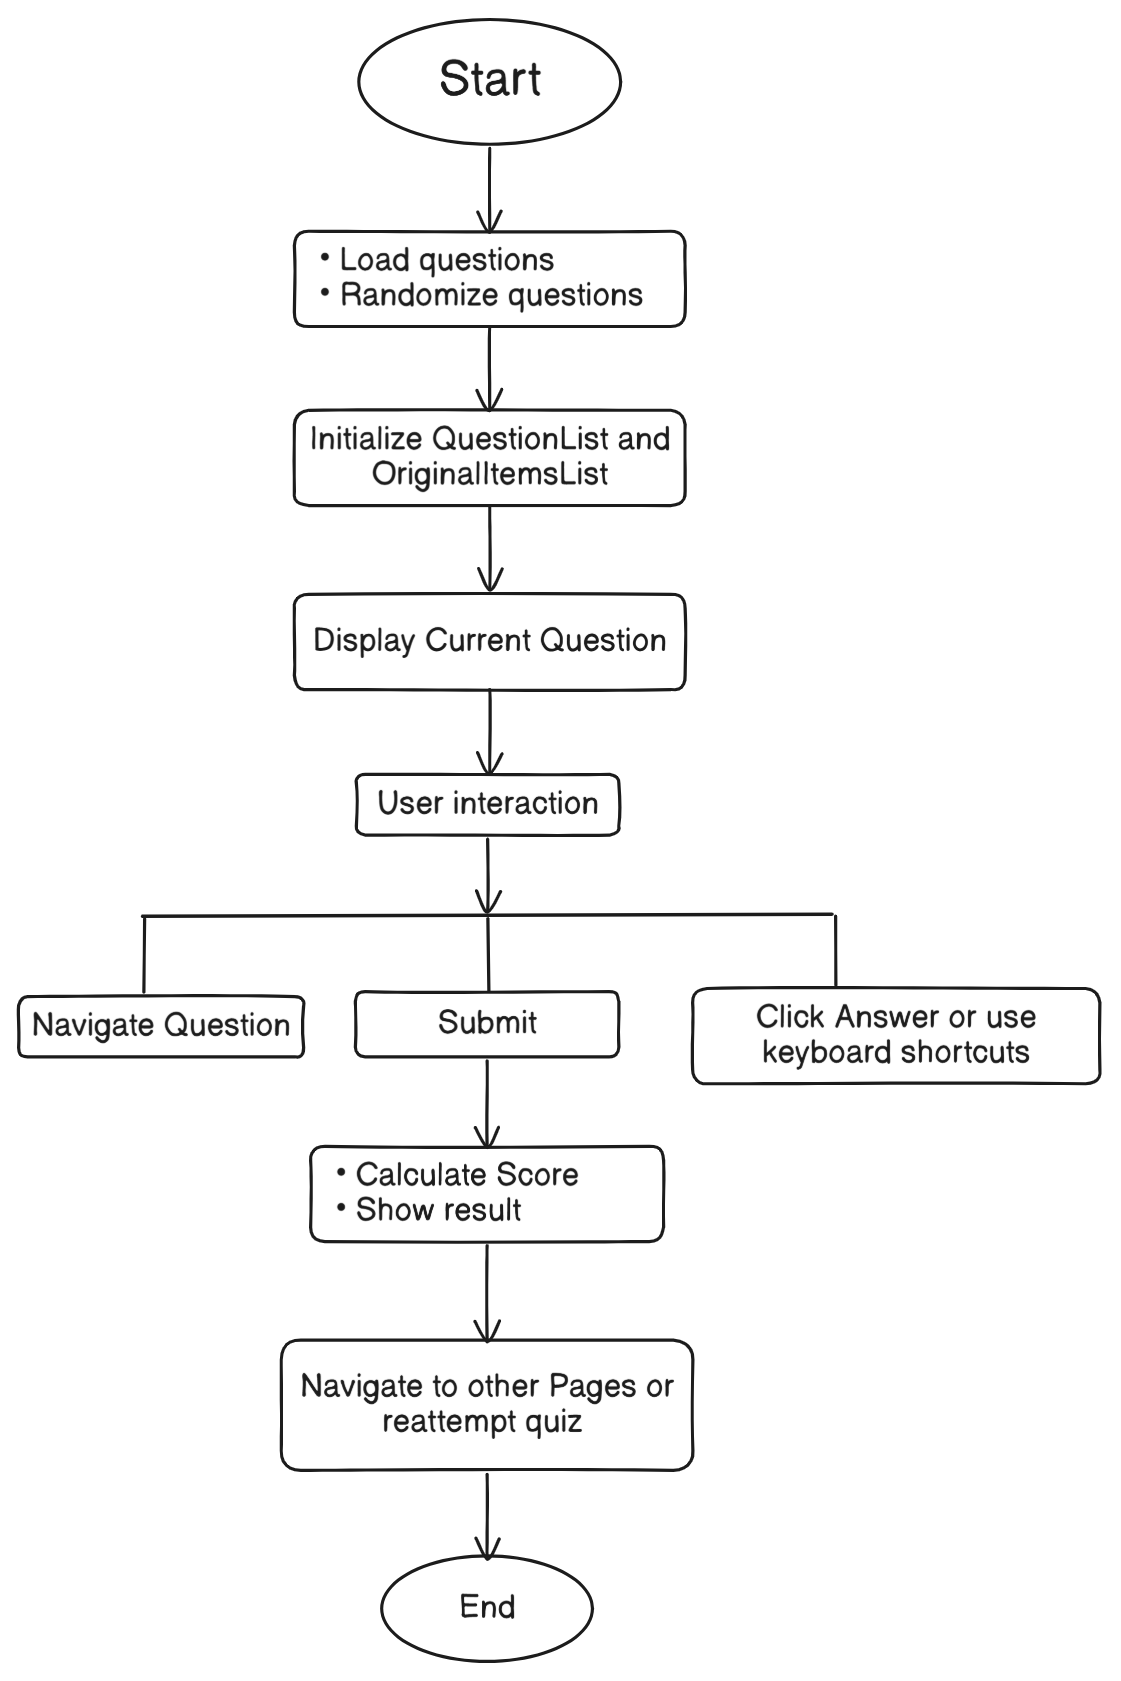 Start
• Load questions
• Randomize questions
Initialize QuestionList and
OriginalItemsList
Display Current Question
User interaction
Navigate Question
Submit
Click Answer or use
keyboard shortcuts
• Calculate Score
• Show result
Navigate to other Pages or
reattempt quiz
End